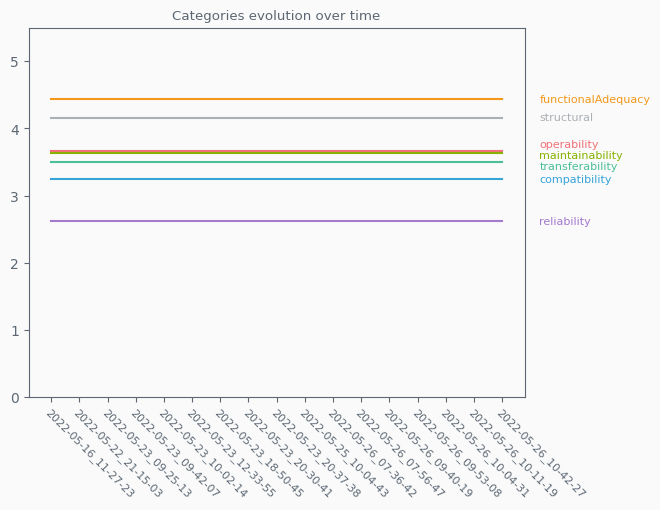 Categories evolution over time
5
4
3
2
1
0
functionalAdequacy
structural
operability
maintainability
transferability
compatibility
reliability
2022-05-16_11-27-23
2022-05-22_21-15-03
2022-05-23_09-25-13
2022-05-23_09-42-07
2022-05-23_10-02-14
2022-05-23_12-33-55
2022-05-23_18-50-45
2022-05-23_20-30-41
2022-05-23_20-37-38
2022-05-25_10-04-43
2022-05-26_07-36-42
2022-05-26_07-56-47
2022-05-26_09-40-19
2022-05-26_09-53-08
2022-05-26_10-04-31
2022-05-26_10-11-19
2022-05-26_10-42-27